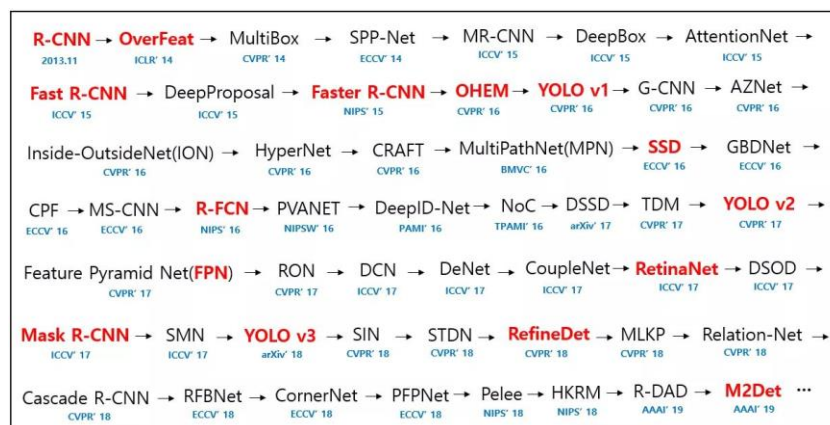 R-CNN → OverFeat → MultiBox → SPP-Net → MR-CNN → DeepBox → AttentionNet →
2013.11 ICLR' 14 CVPR' 14 ECCV' 14 ICCV' 15 ICCV' 15 ICCV' 15
Fast R-CNN → DeepProposal → Faster R-CNN → OHEM → YOLO v1 → G-CNN → AZNet →
ICCV' 15 ICCV' 15 NIPS' 15 CVPR' 16 CVPR' 16 CVPR' 16 CVPR' 16
Inside-OutsideNet(ION) → HyperNet → CRAFT → MultiPathNet(MPN) → SSD → GBDNet →
CVPR' 16 CVPR' 16 CVPR' 16 BMVC' 16 ECCV' 16 ECCV' 16
CPF → MS-CNN → R-FCN → PVANET → DeepID-Net → NoC → DSSD → TDM → YOLO v2 →
ECCV' 16 ECCV' 16 NIPS' 16 NIPSW' 16 PAMI' 16 TPAMI' 16 arXiv' 17 CVPR' 17 CVPR' 17
Feature Pyramid Net(FPN) → RON → DCN → DeNet → CoupleNet → RetinaNet → DSOD →
CVPR' 17 CVPR' 17 ICCV' 17 ICCV' 17 ICCV' 17 ICCV' 17 ICCV' 17
Mask R-CNN → SMN → YOLO v3 → SIN → STDN → RefineDet → MLKP → Relation-Net →
ICCV' 17 ICCV' 17 arXiv' 18 CVPR' 18 CVPR' 18 CVPR' 18 CVPR' 18 CVPR' 18
Cascade R-CNN → RFBNet → CornerNet → PFPNet → Pelee → HKRM → R-DAD → M2Det ···
CVPR' 18 ECCV' 18 ECCV' 18 ECCV' 18 NIPS' 18 NIPS' 18 AAAI' 19 AAAI' 19